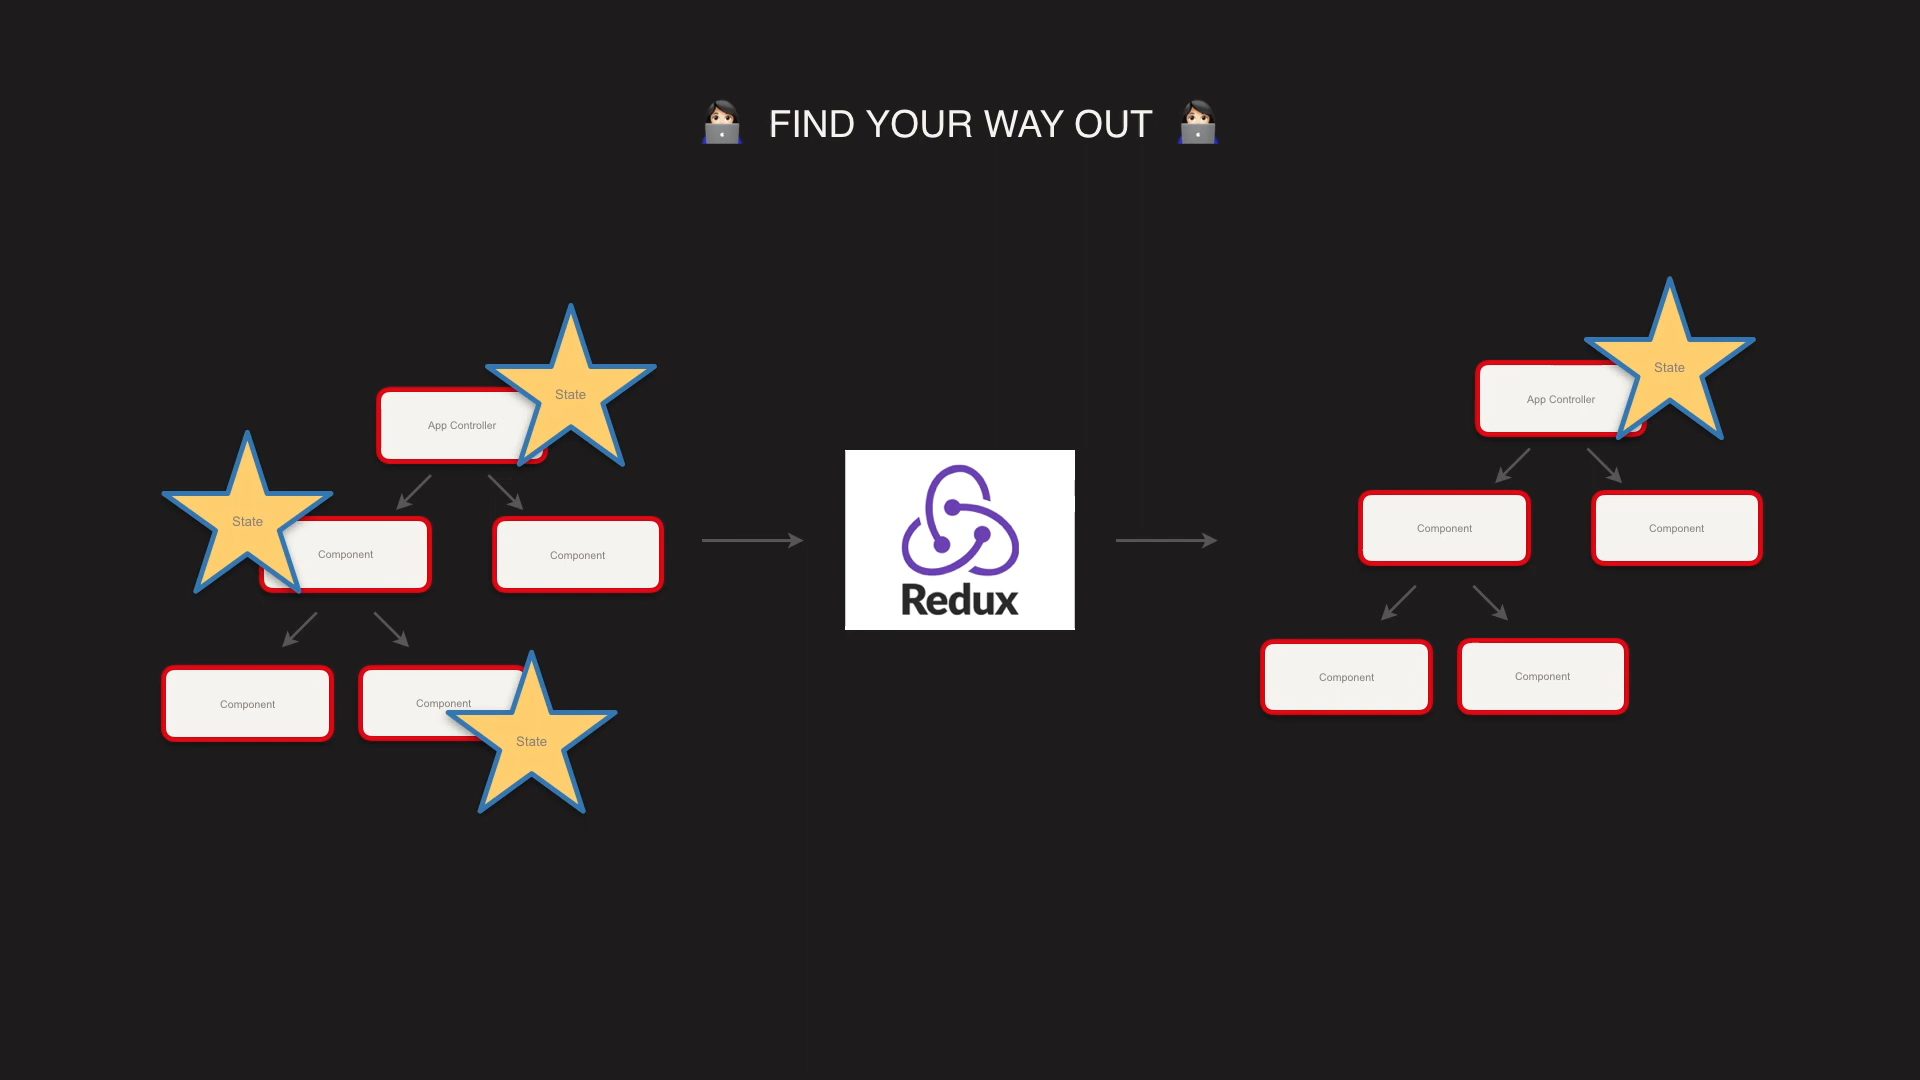 FIND YOUR WAY OUT
State
App Controller
State
Component
Component
Component
Component
State
Redux
State
App Controller
Component
Component
Component
Component